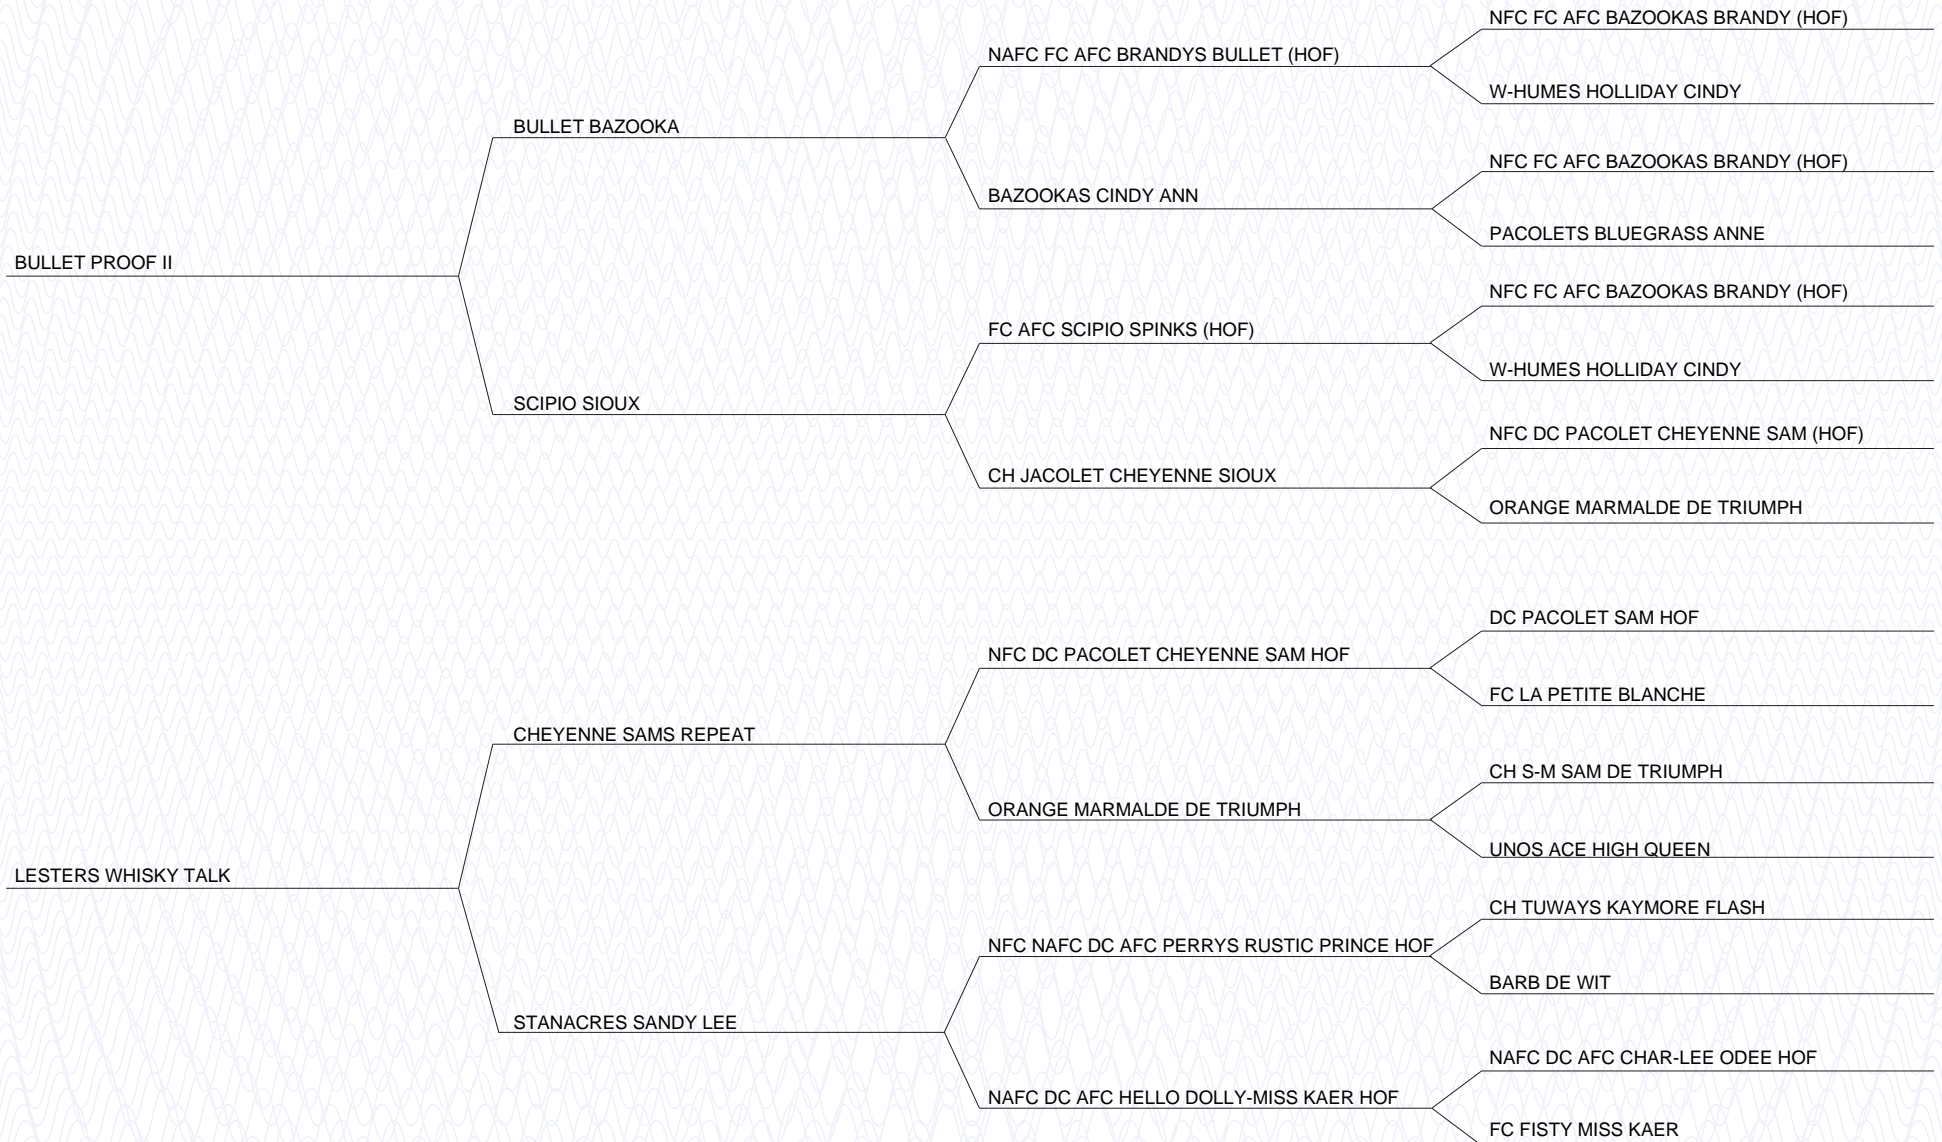 NFC FC AFC BAZOOKAS BRANDY (HOF)
NAFC FC AFC BRANDYS BULLET (HOF)
W-HUMES HOLLIDAY CINDY
BULLET BAZOOKA
NFC FC AFC BAZOOKAS BRANDY (HOF)
BAZOOKAS CINDY ANN
PACOLETS BLUEGRASS ANNE
BULLET PROOF II
NFC FC AFC BAZOOKAS BRANDY (HOF)
FC AFC SCIPIO SPINKS (HOF)
W-HUMES HOLLIDAY CINDY
SCIPIO SIOUX
NFC DC PACOLET CHEYENNE SAM (HOF)
CH JACOLET CHEYENNE SIOUX
ORANGE MARMALDE DE TRIUMPH
DC PACOLET SAM HOF
NFC DC PACOLET CHEYENNE SAM HOF
FC LA PETITE BLANCHE
CHEYENNE SAMS REPEAT
CH S-M SAM DE TRIUMPH
ORANGE MARMALDE DE TRIUMPH
UNOS ACE HIGH QUEEN
LESTERS WHISKY TALK
CH TUWAYS KAYMORE FLASH
NFC NAFC DC AFC PERRYS RUSTIC PRINCE HOF
BARB DE WIT
STANACRES SANDY LEE
NAFC DC AFC CHAR-LEE ODEE HOF
NAFC DC AFC HELLO DOLLY-MISS KAER HOF
FC FISTY MISS KAER